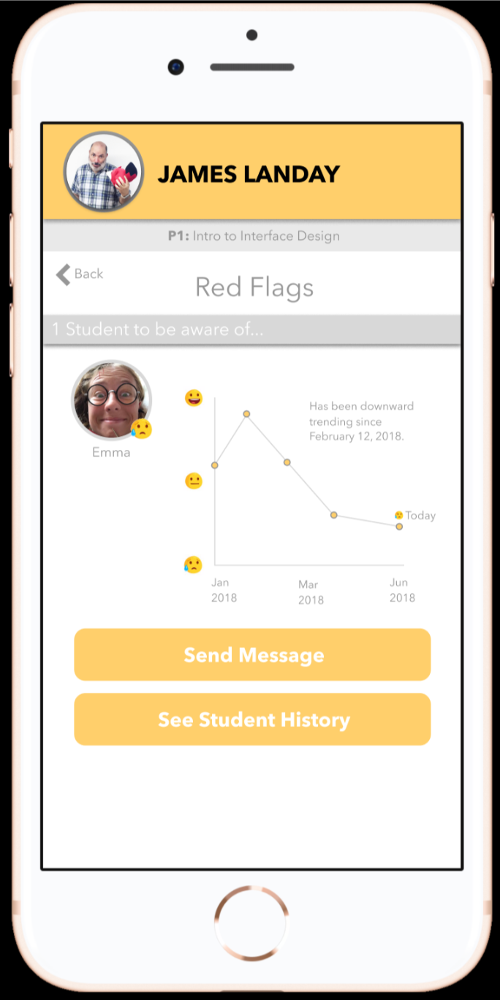 JAMES LANDAY
P1: Intro to Interface Design
Back
Red Flags
1 Student to be aware of...
Emma
Has been downward
trending since
February 12, 2018.
Today
Jan
2018
Mar
2018
Jun
2018
Send Message
See Student History